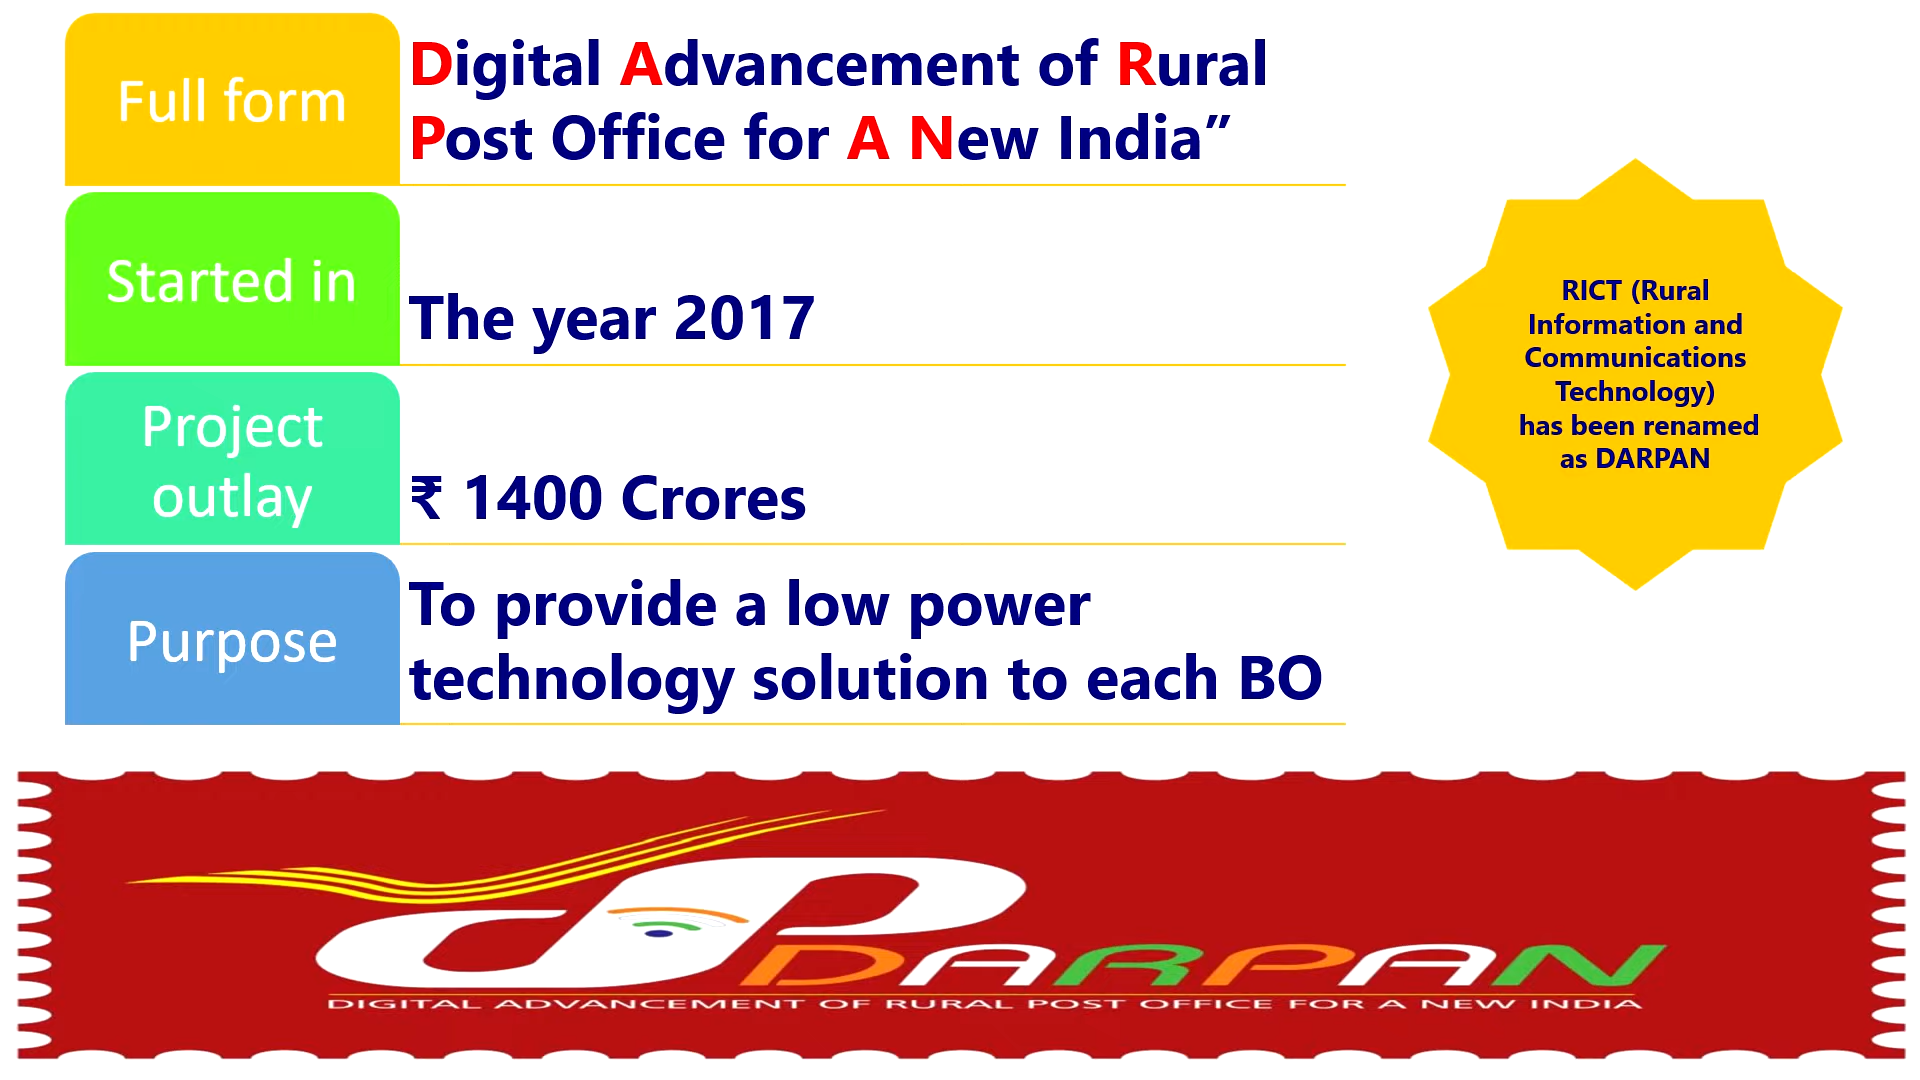 Full form
Digital Advancement of Rural
Post Office for A New India”
Started in
The year 2017
Project
outlay
₹ 1400 Crores
Purpose
To provide a low power
technology solution to each BO
RICT (Rural
Information and
Communications
Technology)
has been renamed
as DARPAN
DARPAN
DIGITAL ADVANCEMENT OF RURAL POST OFFICE FOR A NEW INDIA